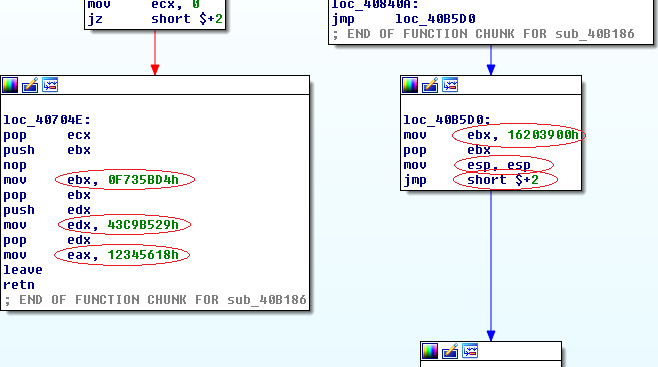 mov ecx, 0
jz short $+2
loc_40840A:
jmp loc_40B5D0
; END OF FUNCTION CHUNK FOR sub_40B186
loc_40704E:
pop ecx
push ebx
nop
mov ebx, 0F735BD4h
pop ebx
push edx
mov edx, 43C9B529h
pop edx
mov eax, 12345618h
leave
retn
; END OF FUNCTION CHUNK FOR sub_40B186
loc_40B5D0:
mov ebx, 16203900h
pop ebx
mov esp, esp
jmp short $+2